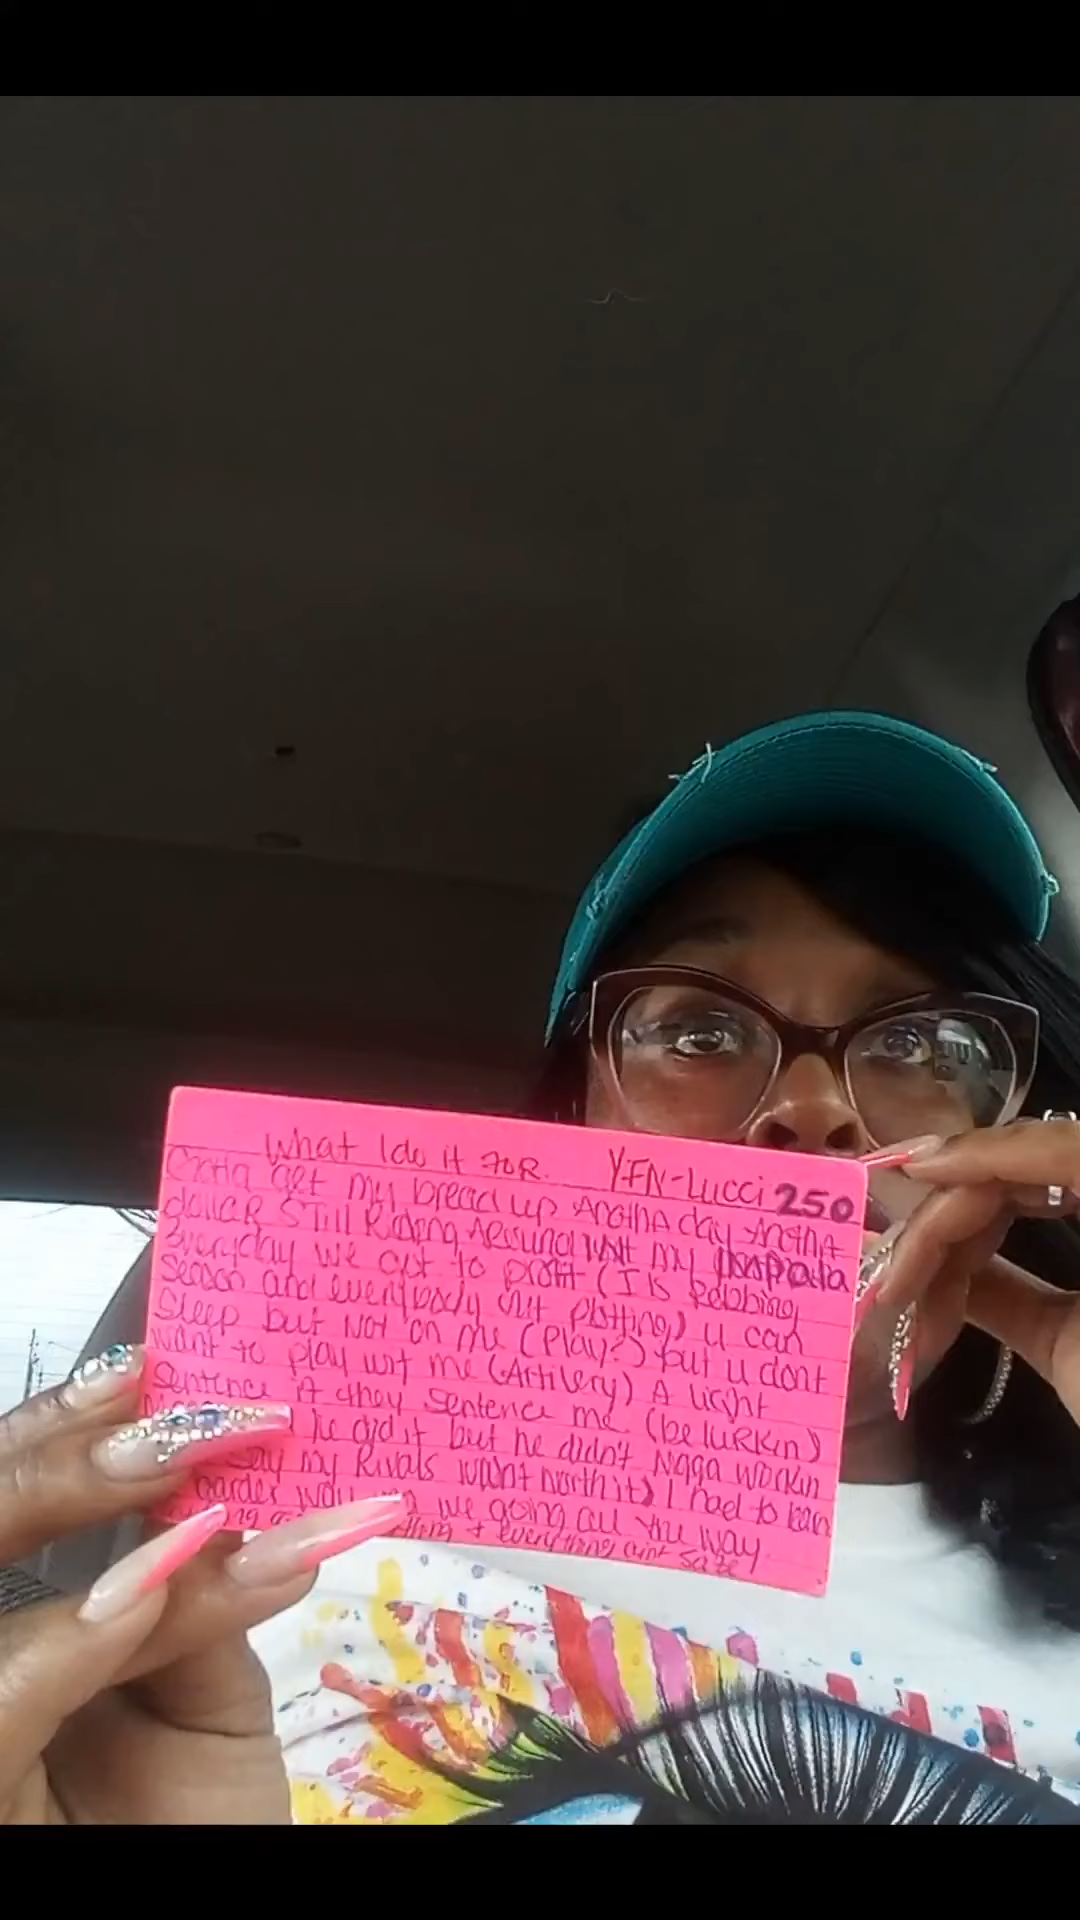 What I do it FOR. YFN-Lucci 250
Gotta get my bread up Anotha day Anotha
dollar STill Riding Around wit my Impala
Everyday we got to profit (I Is Robbing
season and everybody out plotting) u can
Sleep but Not on me (Play?) but u dont
want to play wit me (Artilery) A light
Sentence if they sentence me. (be lurkin)
he did it but he didn't Nigga workin
Say my Rivals worth it) I had to lean
harder way we going all the way
+ everything aint safe